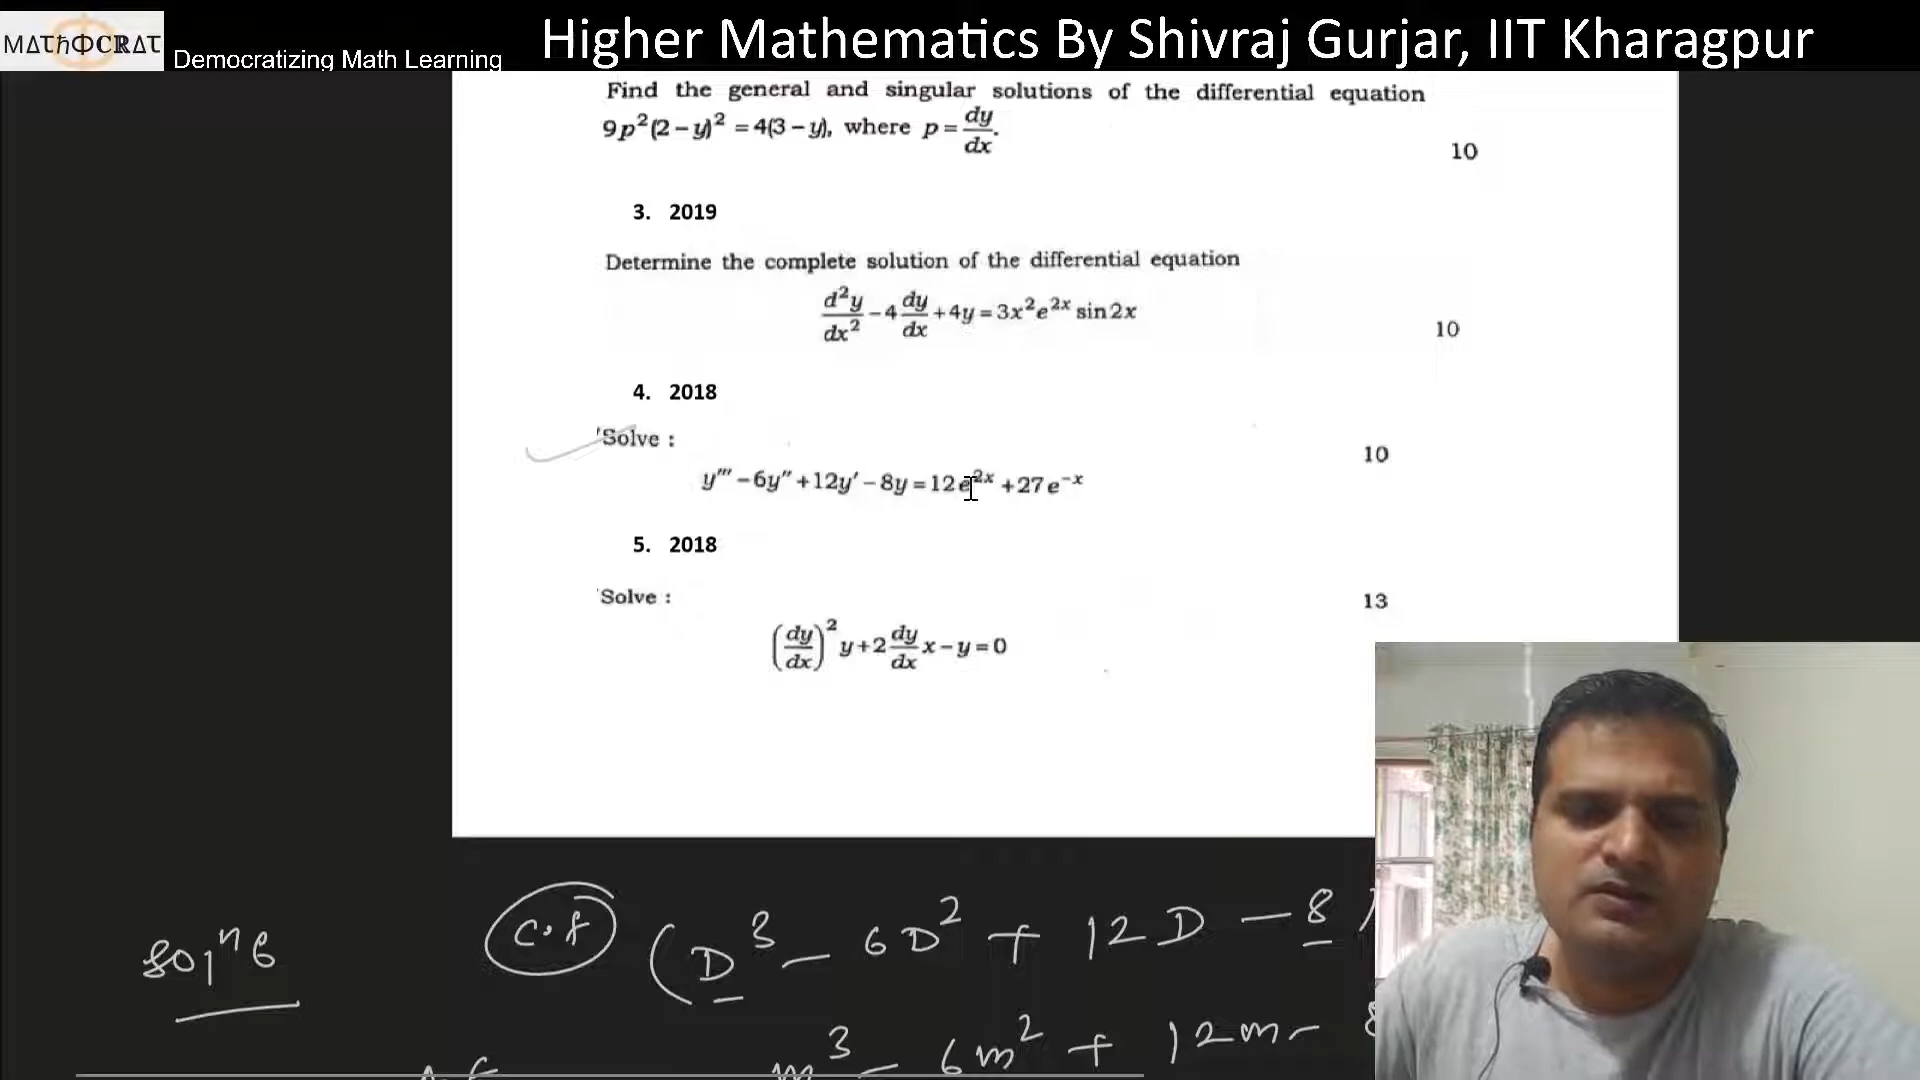 MΔTℏΦCRΔT
Democratizing Math Learning
Higher Mathematics By Shivraj Gurjar, IIT Kharagpur
Find the general and singular solutions of the differential equation
9p²(2 − y)² = 4(3 − y), where p = dy/dx.
10
3. 2019
Determine the complete solution of the differential equation
d²y/dx² − 4 dy/dx + 4y = 3x²e^{2x} sin 2x
10
4. 2018
Solve :
10
y''' − 6y'' + 12y' − 8y = 12e^{2x} + 27e^{−x}
5. 2018
Solve :
13
(dy/dx)² y + 2 dy/dx x − y = 0
C.F (D³ − 6D² + 12D − 8
m³ − 6m² + 12m −